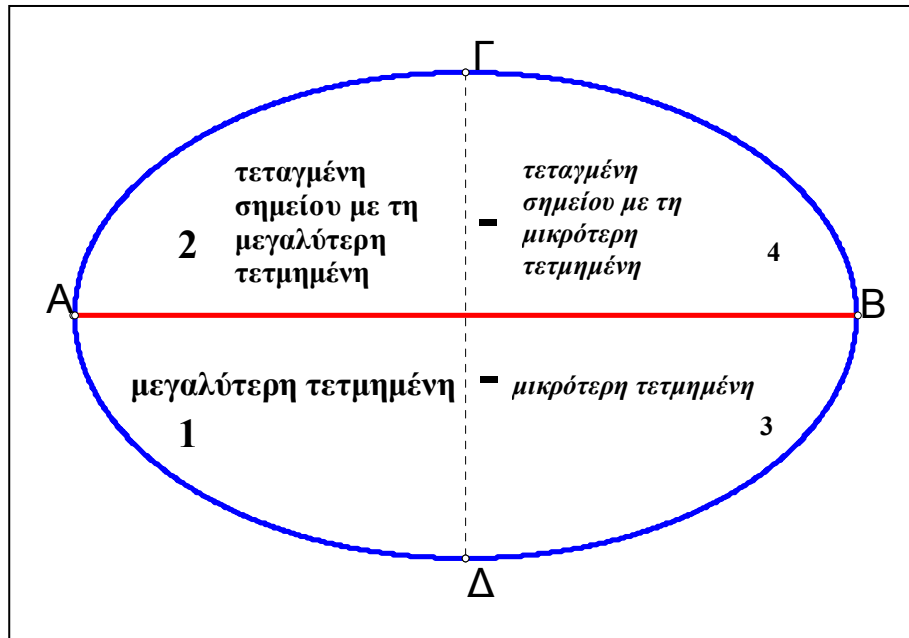 Γ
τεταγμένη
σημείου με τη
μεγαλύτερη
τετμημένη
2
-
τεταγμένη
σημείου με τη
μικρότερη
τετμημένη
4
Α
Β
μεγαλύτερη τετμημένη - μικρότερη τετμημένη
1
3
Δ